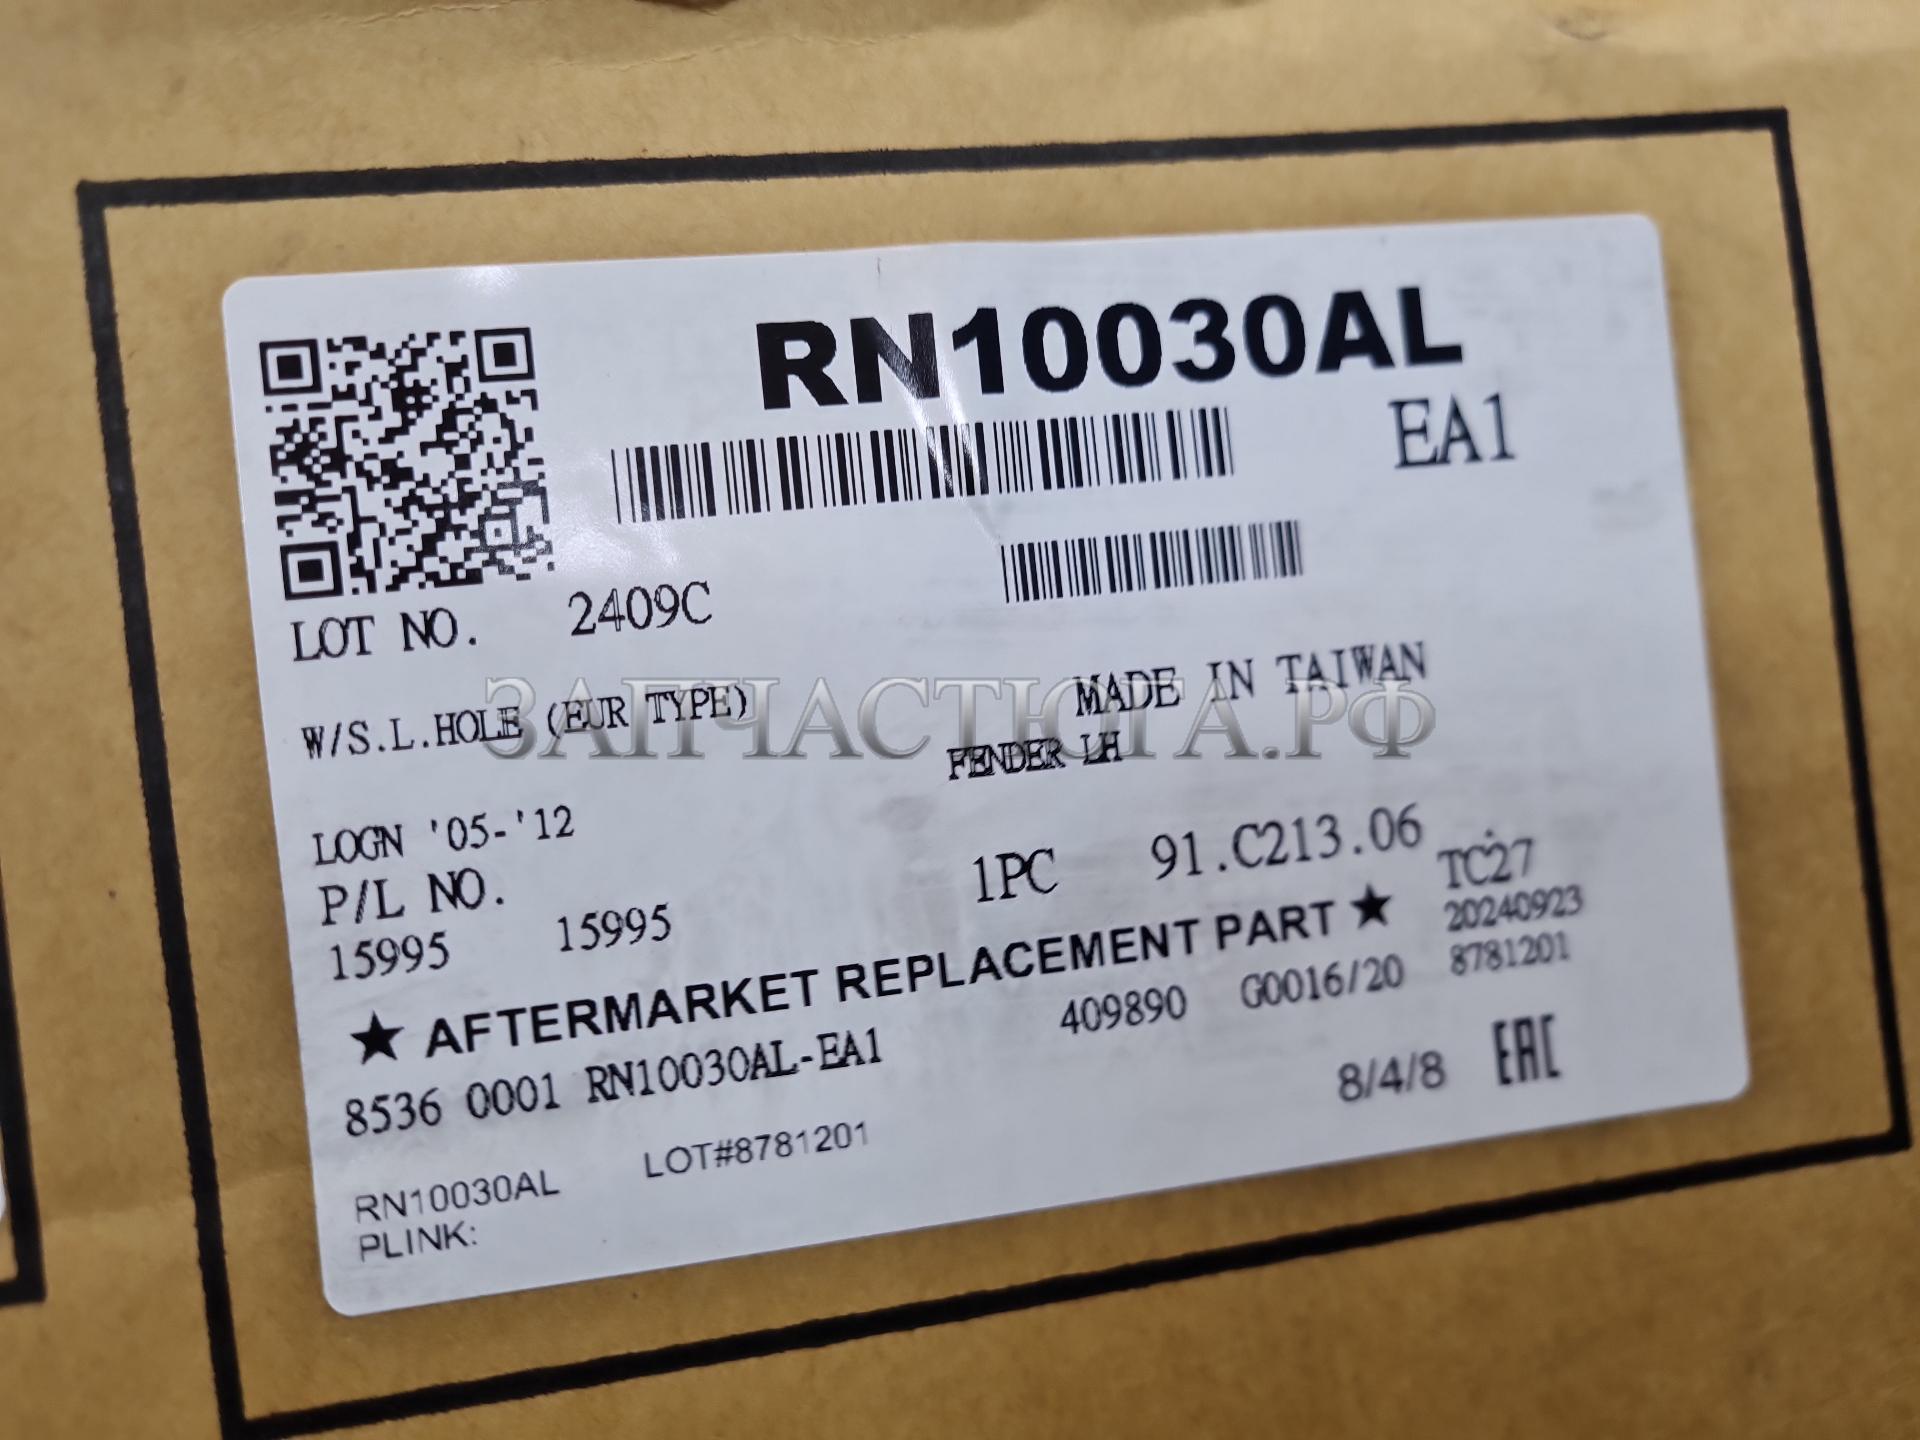 RN10030AL
EA1
LOT NO. 2409C
MADE IN TAIWAN
W/S.L.HOLE (EUR TYPE)
ЗАПЧАСТЮГА.РФ
FENDER LH
LOGN '05-'12
1PC 91.C213.06
P/L NO.
TC27
15995 15995
20240923
★ AFTERMARKET REPLACEMENT PART ★
8781201
8536 0001 RN10030AL-EA1 409890 G0016/20
8/4/8 EAC
RN10030AL LOT#8781201
PLINK: